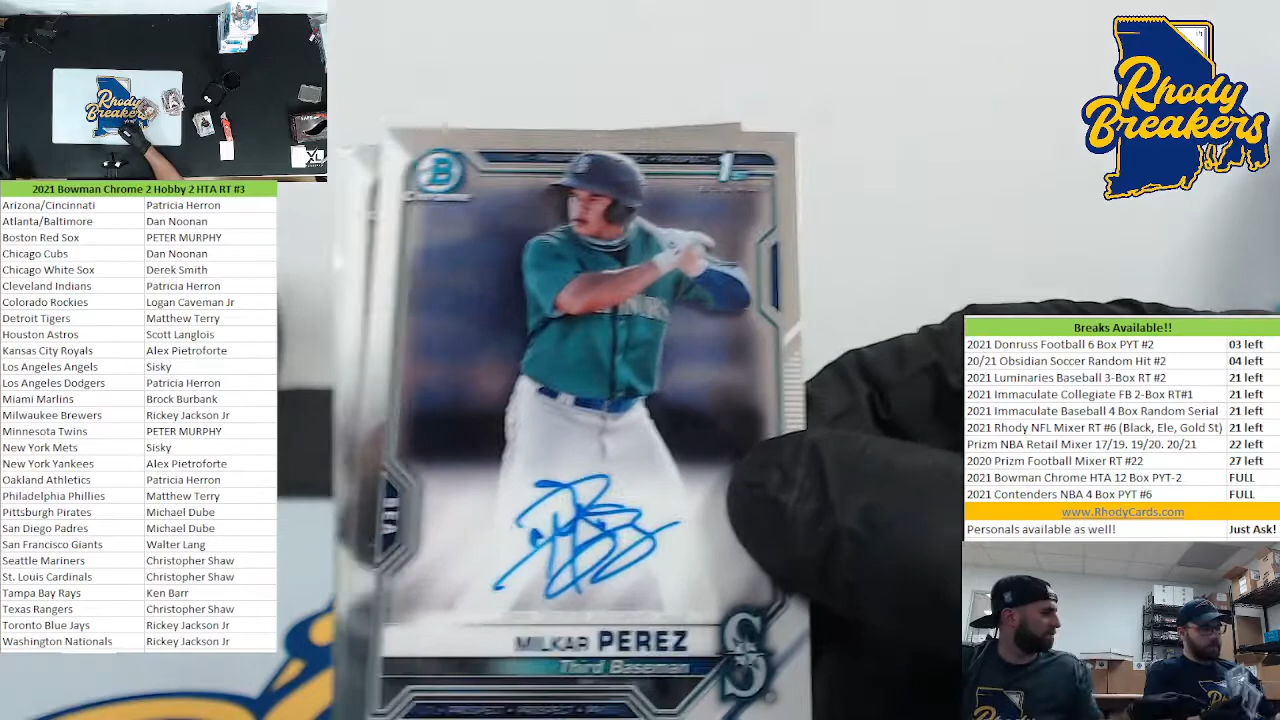 2021 Bowman Chrome 2 Hobby 2 HTA RT #3
Arizona/Cincinnati Patricia Herron
Atlanta/Baltimore Dan Noonan
Boston Red Sox PETER MURPHY
Chicago Cubs Dan Noonan
Chicago White Sox Derek Smith
Cleveland Indians Patricia Herron
Colorado Rockies Logan Caveman Jr
Detroit Tigers Matthew Terry
Houston Astros Scott Langlois
Kansas City Royals Alex Pietroforte
Los Angeles Angels Sisky
Los Angeles Dodgers Patricia Herron
Miami Marlins Brock Burbank
Milwaukee Brewers Rickey Jackson Jr
Minnesota Twins PETER MURPHY
New York Mets Sisky
New York Yankees Alex Pietroforte
Oakland Athletics Patricia Herron
Philadelphia Phillies Matthew Terry
Pittsburgh Pirates Michael Dube
San Diego Padres Michael Dube
San Francisco Giants Walter Lang
Seattle Mariners Christopher Shaw
St. Louis Cardinals Christopher Shaw
Tampa Bay Rays Ken Barr
Texas Rangers Christopher Shaw
Toronto Blue Jays Rickey Jackson Jr
Washington Nationals Rickey Jackson Jr
Rhody
Breakers
B
1st
MILKAR PEREZ
Third Baseman
PROSPECT
Rhody
Breakers
Breaks Available!!
2021 Donruss Football 6 Box PYT #2 03 left
20/21 Obsidian Soccer Random Hit #2 04 left
2021 Luminaries Baseball 3-Box RT #2 21 left
2021 Immaculate Collegiate FB 2-Box RT#1 21 left
2021 Immaculate Baseball 4 Box Random Serial 21 left
2021 Rhody NFL Mixer RT #6 (Black, Ele, Gold St) 21 left
Prizm NBA Retail Mixer 17/19. 19/20. 20/21 22 left
2020 Prizm Football Mixer RT #22 27 left
2021 Bowman Chrome HTA 12 Box PYT-2 FULL
2021 Contenders NBA 4 Box PYT #6 FULL
www.RhodyCards.com
Personals available as well! Just Ask!